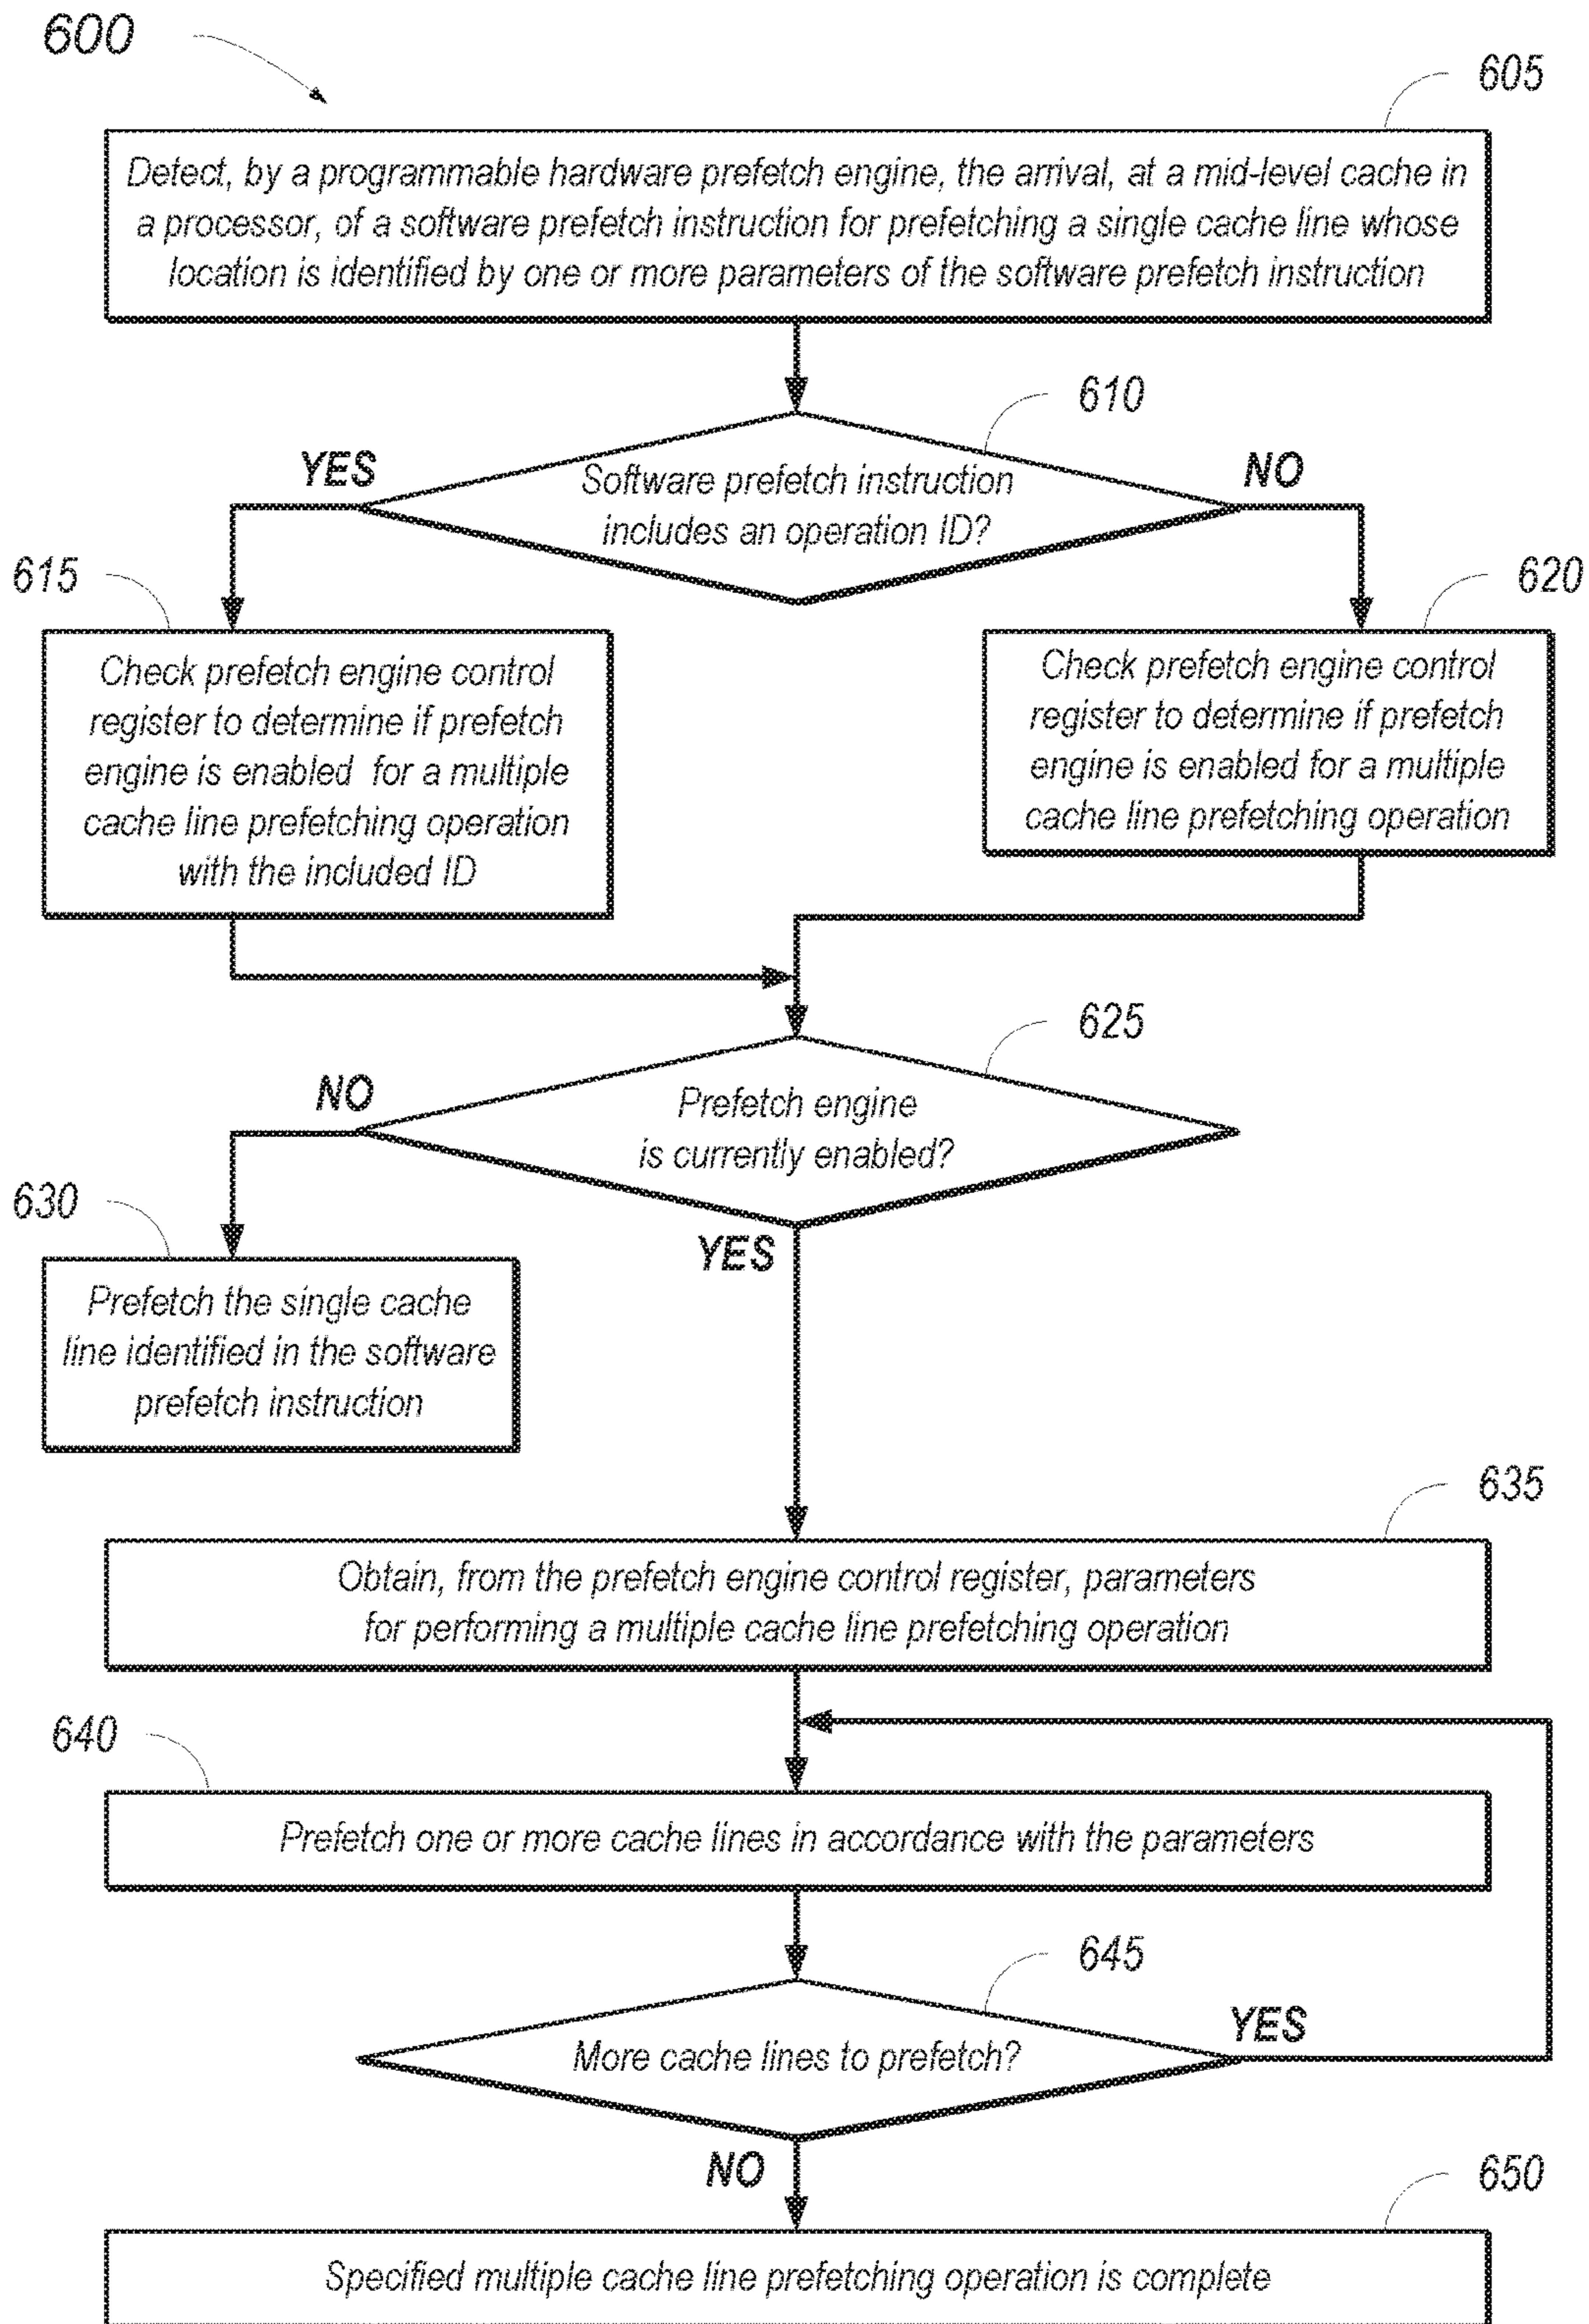 600
605
Detect, by a programmable hardware prefetch engine, the arrival, at a mid-level cache in
a processor, of a software prefetch instruction for prefetching a single cache line whose
location is identified by one or more parameters of the software prefetch instruction
610
YES
NO
Software prefetch instruction
includes an operation ID?
615
620
Check prefetch engine control
register to determine if prefetch
engine is enabled for a multiple
cache line prefetching operation
with the included ID
Check prefetch engine control
register to determine if prefetch
engine is enabled for a multiple
cache line prefetching operation
625
NO
Prefetch engine
is currently enabled?
630
YES
Prefetch the single cache
line identified in the software
prefetch instruction
635
Obtain, from the prefetch engine control register, parameters
for performing a multiple cache line prefetching operation
640
Prefetch one or more cache lines in accordance with the parameters
645
YES
More cache lines to prefetch?
NO
650
Specified multiple cache line prefetching operation is complete